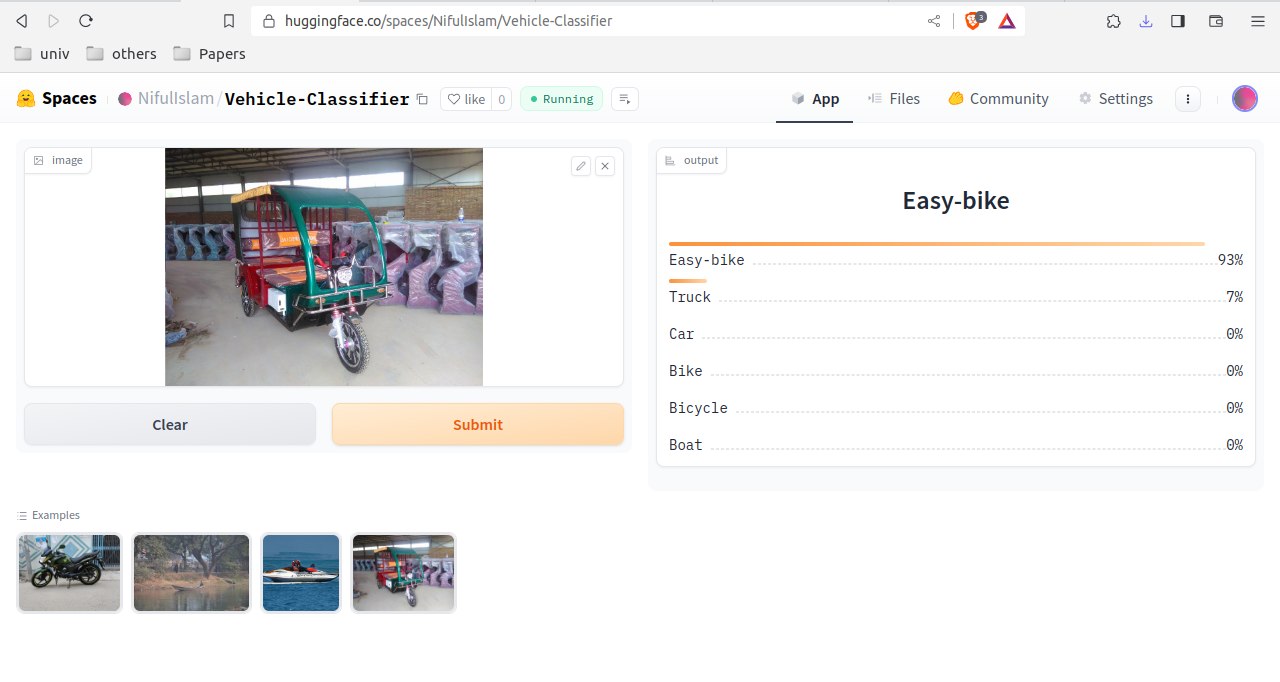 huggingface.co/spaces/NifulIslam/Vehicle-Classifier
3
univ
others
Papers
Spaces
NifulIslam/Vehicle-Classifier
like
0
Running
App
Files
Community
Settings
image
Clear
Submit
output
Easy-bike
Easy-bike 93%
Truck 7%
Car 0%
Bike 0%
Bicycle 0%
Boat 0%
Examples